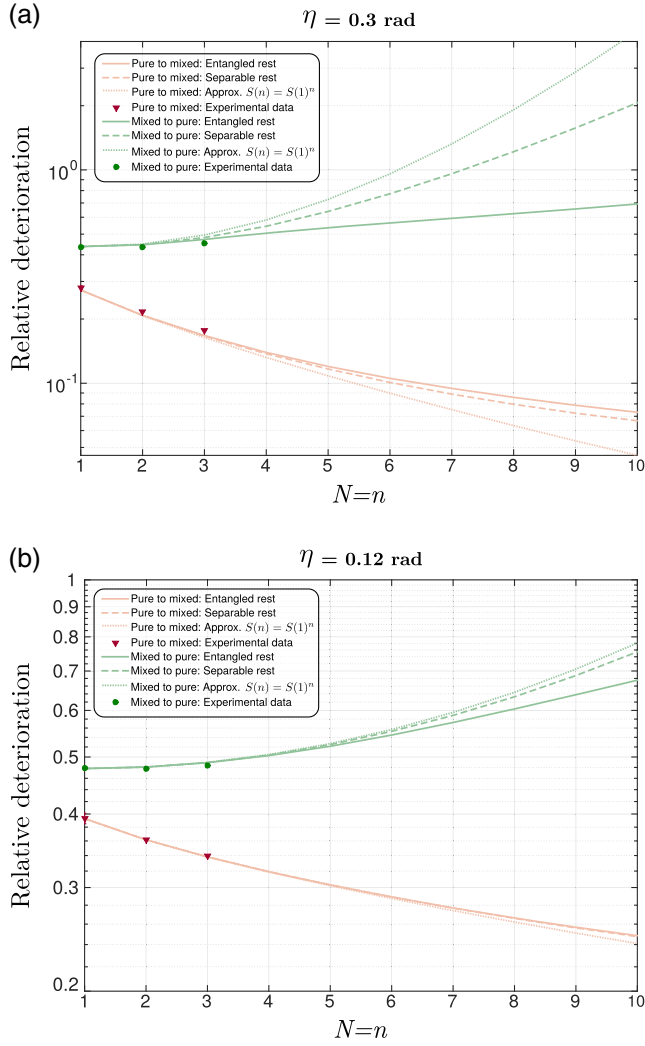 (a)
η = 0.3 rad
Pure to mixed: Entangled rest
Pure to mixed: Separable rest
Pure to mixed: Approx. S(n) = S(1)^n
Pure to mixed: Experimental data
Mixed to pure: Entangled rest
Mixed to pure: Separable rest
Mixed to pure: Approx. S(n) = S(1)^n
Mixed to pure: Experimental data
Relative deterioration
10^0
10^-1
1 2 3 4 5 6 7 8 9 10
N=n
(b)
η = 0.12 rad
Pure to mixed: Entangled rest
Pure to mixed: Separable rest
Pure to mixed: Approx. S(n) = S(1)^n
Pure to mixed: Experimental data
Mixed to pure: Entangled rest
Mixed to pure: Separable rest
Mixed to pure: Approx. S(n) = S(1)^n
Mixed to pure: Experimental data
Relative deterioration
1
0.9
0.8
0.7
0.6
0.5
0.4
0.3
0.2
1 2 3 4 5 6 7 8 9 10
N=n